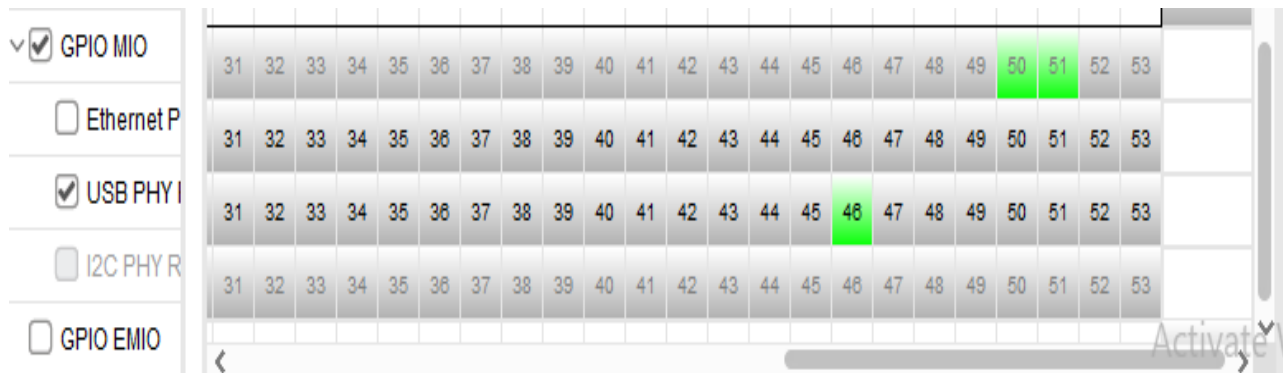 GPIO MIO 31 32 33 34 35 36 37 38 39 40 41 42 43 44 45 46 47 48 49 50 51 52 53
Ethernet P 31 32 33 34 35 36 37 38 39 40 41 42 43 44 45 46 47 48 49 50 51 52 53
USB PHY 31 32 33 34 35 36 37 38 39 40 41 42 43 44 45 46 47 48 49 50 51 52 53
I2C PHY R 31 32 33 34 35 36 37 38 39 40 41 42 43 44 45 46 47 48 49 50 51 52 53
GPIO EMIO
Activate